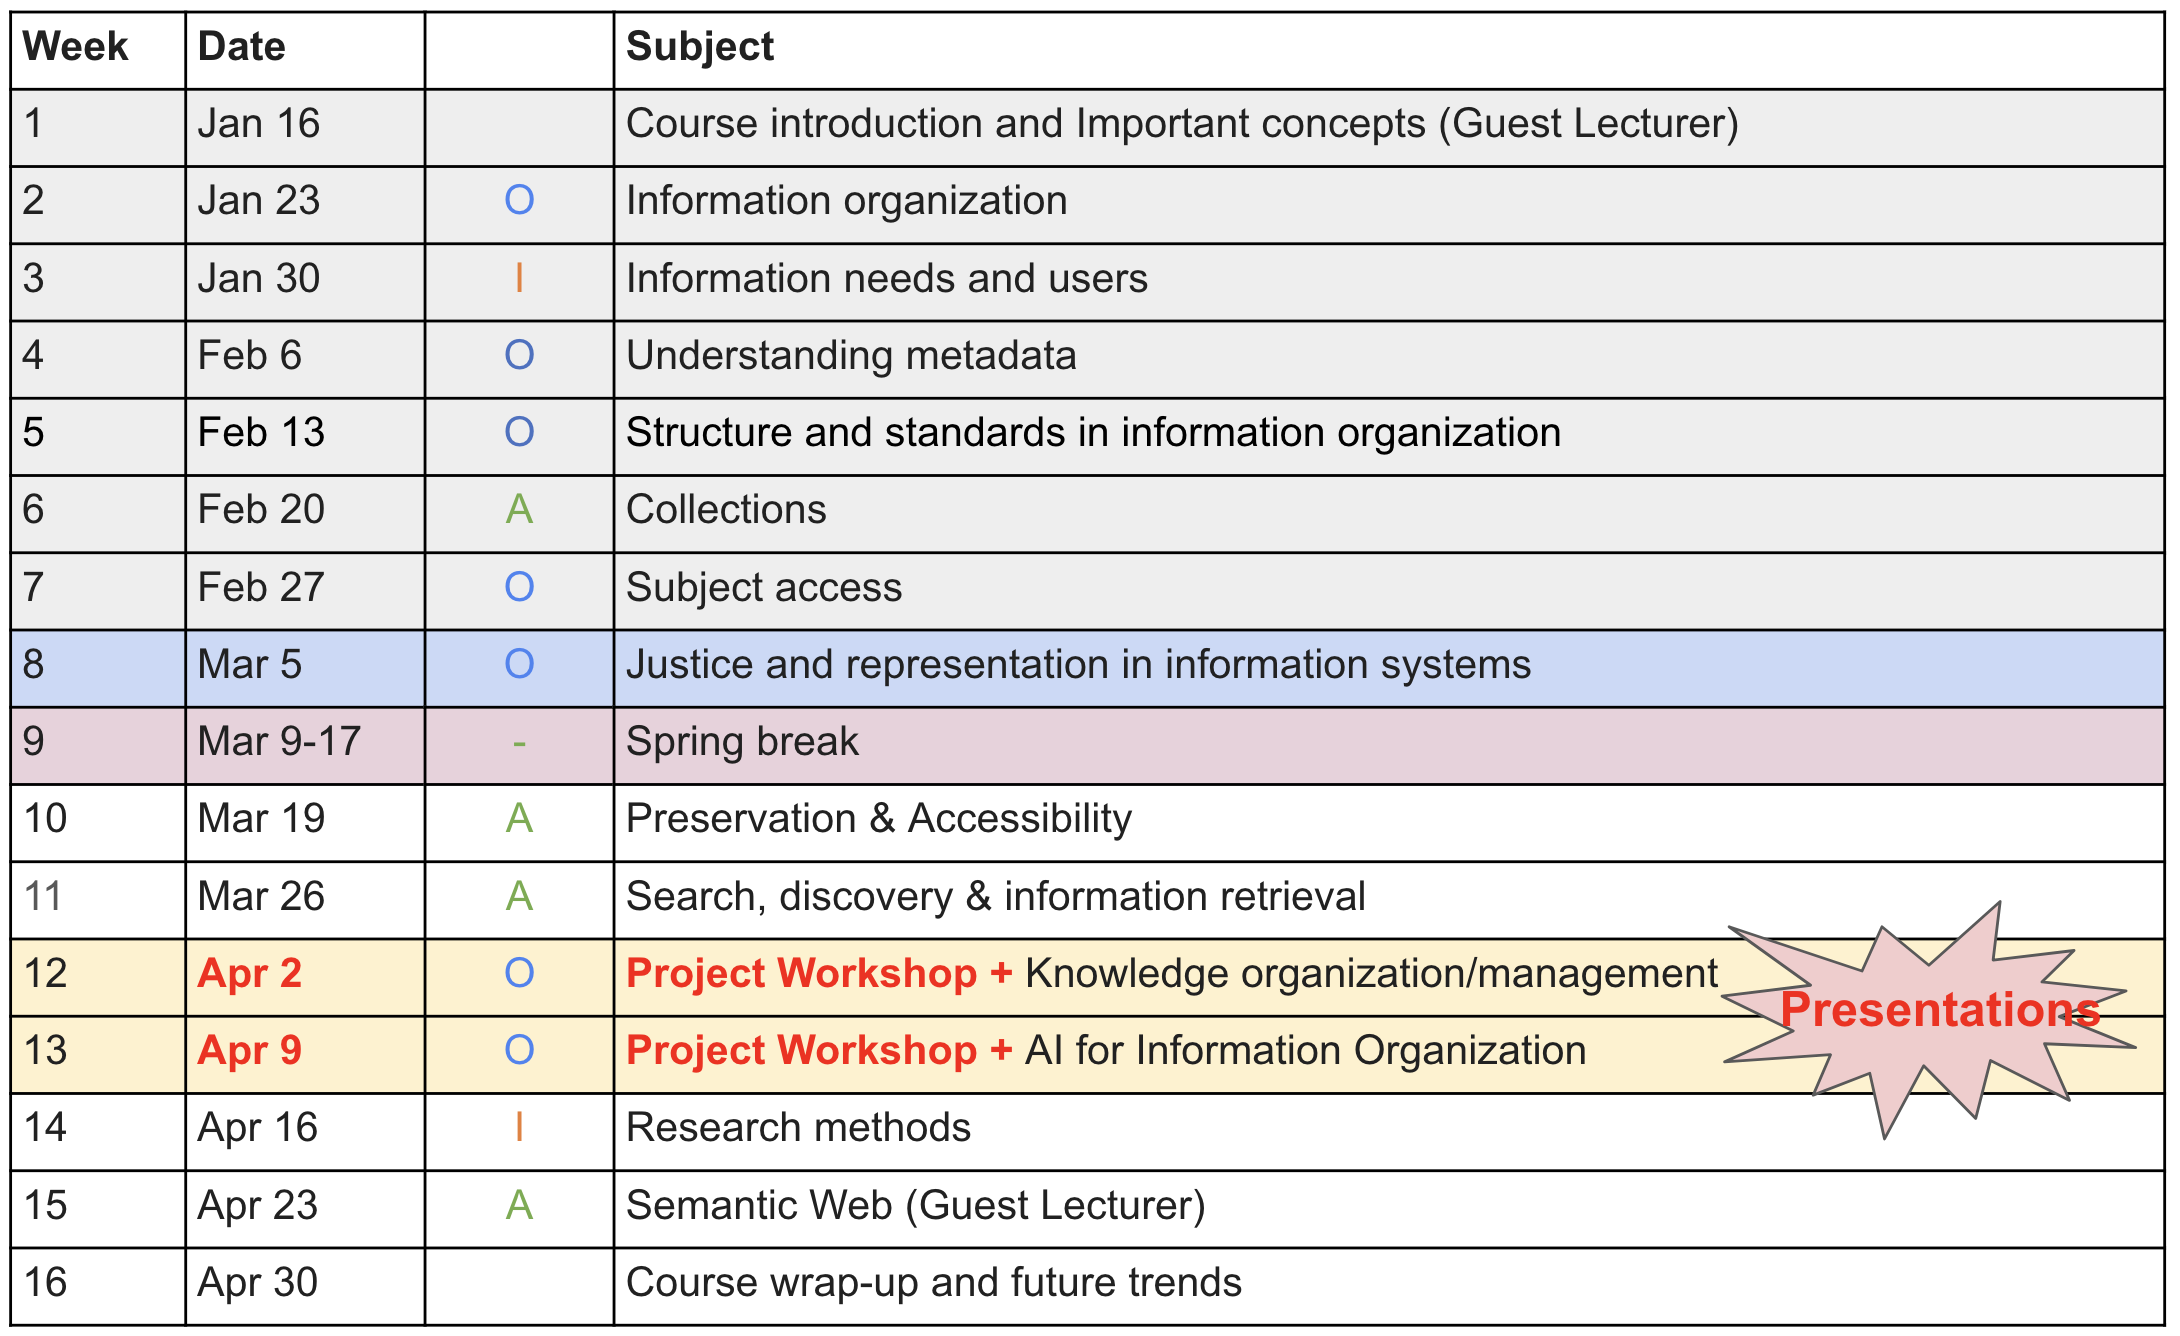 Week Date Subject
1 Jan 16 Course introduction and Important concepts (Guest Lecturer)
2 Jan 23 O Information organization
3 Jan 30 I Information needs and users
4 Feb 6 O Understanding metadata
5 Feb 13 O Structure and standards in information organization
6 Feb 20 A Collections
7 Feb 27 O Subject access
8 Mar 5 O Justice and representation in information systems
9 Mar 9-17 - Spring break
10 Mar 19 A Preservation & Accessibility
11 Mar 26 A Search, discovery & information retrieval
12 Apr 2 O Project Workshop + Knowledge organization/management
Presentations
13 Apr 9 O Project Workshop + AI for Information Organization
14 Apr 16 I Research methods
15 Apr 23 A Semantic Web (Guest Lecturer)
16 Apr 30 Course wrap-up and future trends